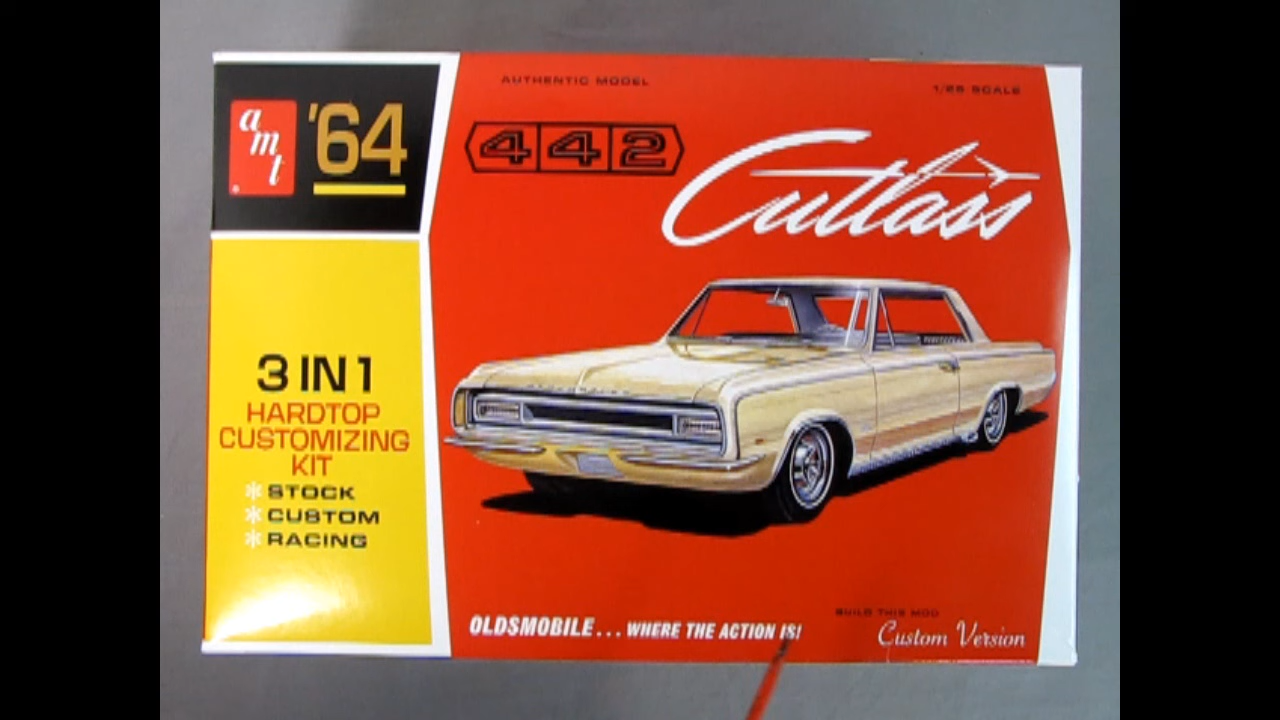 amt
®
'64
3 IN 1
HARDTOP
CUSTOMIZING
KIT
* STOCK
* CUSTOM
* RACING
AUTHENTIC MODEL
1/25 SCALE
442
Cutlass
OLDSMOBILE... WHERE THE ACTION IS!
BUILD THIS MOD
Custom Version